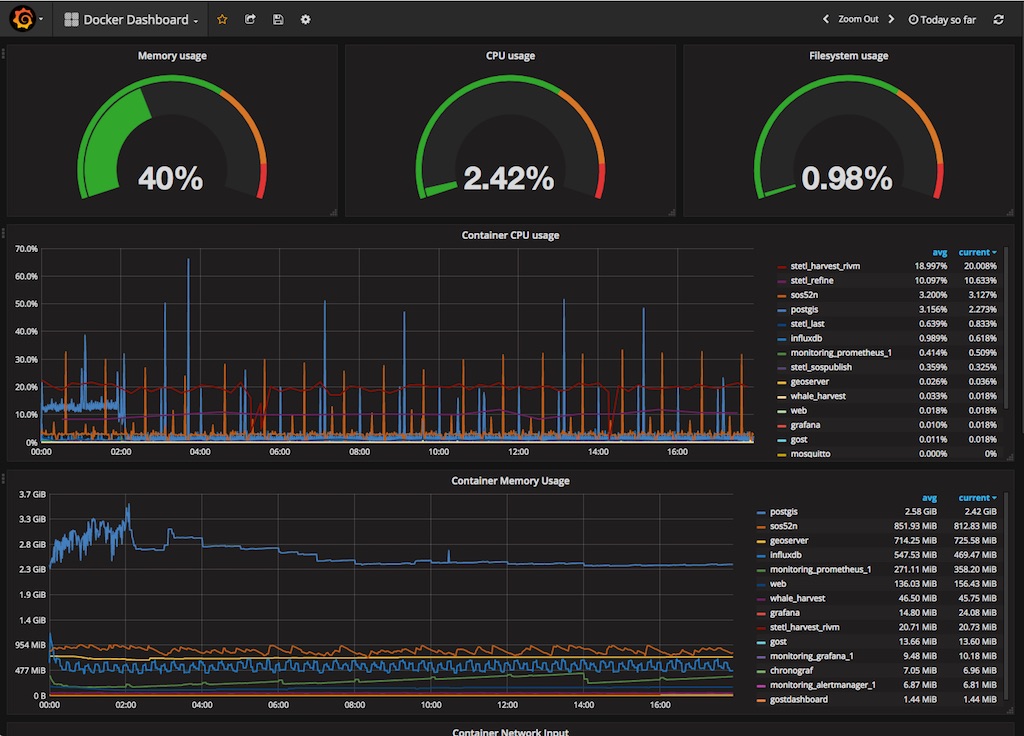 Docker Dashboard
Zoom Out
Today so far
Memory usage
CPU usage
Filesystem usage
40%
2.42%
0.98%
Container CPU usage
70.0%
60.0%
50.0%
40.0%
30.0%
20.0%
10.0%
0%
00:00 02:00 04:00 06:00 08:00 10:00 12:00 14:00 16:00
avg current
stetl_harvest_rivm 18.997% 20.008%
stetl_refine 10.097% 10.633%
sos52n 3.200% 3.127%
postgis 3.156% 2.273%
stetl_last 0.639% 0.833%
influxdb 0.989% 0.618%
monitoring_prometheus_1 0.414% 0.509%
stetl_sospublish 0.359% 0.325%
geoserver 0.026% 0.036%
whale_harvest 0.033% 0.018%
web 0.018% 0.018%
grafana 0.010% 0.018%
gost 0.011% 0.018%
mosquitto 0.000% 0%
Container Memory Usage
3.7 GiB
3.3 GiB
2.8 GiB
2.3 GiB
1.9 GiB
1.4 GiB
954 MiB
477 MiB
0 B
00:00 02:00 04:00 06:00 08:00 10:00 12:00 14:00 16:00
avg current
postgis 2.58 GiB 2.42 GiB
sos52n 851.93 MiB 812.83 MiB
geoserver 714.25 MiB 725.58 MiB
influxdb 547.53 MiB 469.47 MiB
monitoring_prometheus_1 271.11 MiB 358.20 MiB
web 136.03 MiB 156.43 MiB
whale_harvest 46.50 MiB 45.75 MiB
grafana 14.80 MiB 24.08 MiB
stetl_harvest_rivm 20.71 MiB 20.73 MiB
gost 13.66 MiB 13.60 MiB
monitoring_grafana_1 9.48 MiB 10.18 MiB
chronograf 7.05 MiB 6.96 MiB
monitoring_alertmanager_1 6.87 MiB 6.81 MiB
gostdashboard 1.44 MiB 1.44 MiB
Container Network Input